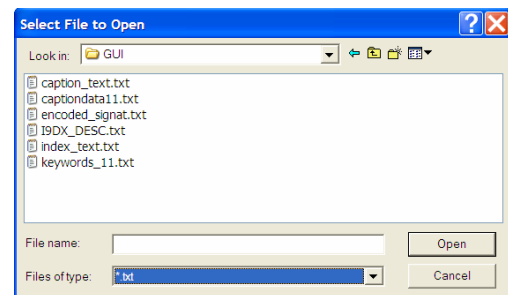 Select File to Open
Look in: GUI
caption_text.txt
captiondata11.txt
encoded_signat.txt
I9DX_DESC.txt
index_text.txt
keywords_11.txt
File name: Open
Files of type: *.txt Cancel